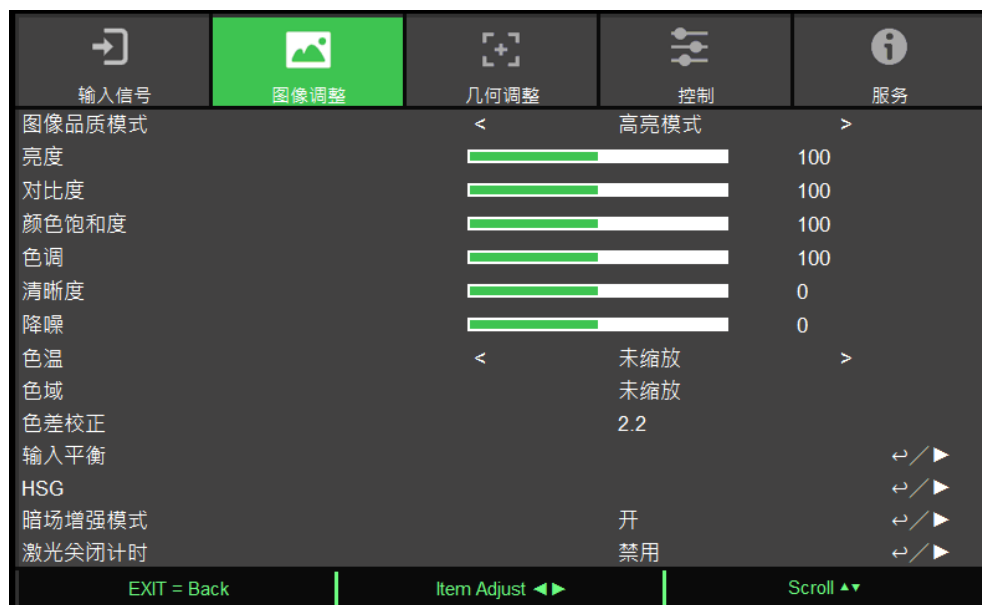 输入信号 图像调整 几何调整 控制 服务
图像品质模式 < 高亮模式 >
亮度 100
对比度 100
颜色饱和度 100
色调 100
清晰度 0
降噪 0
色温 < 未缩放 >
色域 未缩放
色差校正 2.2
输入平衡 ↩／▶
HSG ↩／▶
暗场增强模式 开 ↩／▶
激光关闭计时 禁用 ↩／▶
EXIT = Back Item Adjust ◀▶ Scroll ▲▼